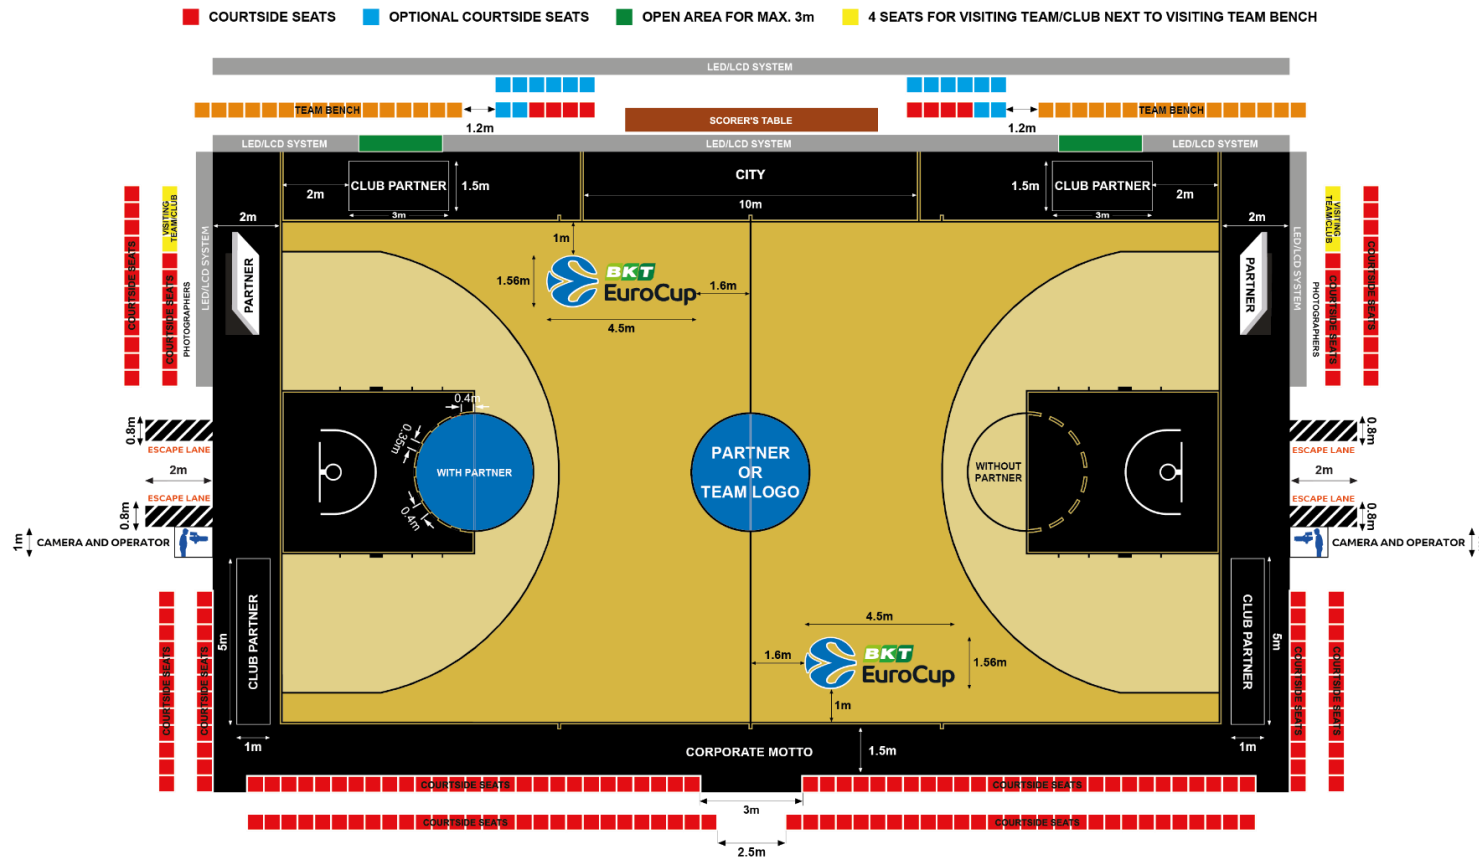 COURTSIDE SEATS
OPTIONAL COURTSIDE SEATS
OPEN AREA FOR MAX. 3m
4 SEATS FOR VISITING TEAM/CLUB NEXT TO VISITING TEAM BENCH
LED/LCD SYSTEM
TEAM BENCH
1.2m
SCORER'S TABLE
1.2m
TEAM BENCH
LED/LCD SYSTEM
LED/LCD SYSTEM
LED/LCD SYSTEM
2m
CLUB PARTNER
1.5m
3m
CITY
10m
1.5m
CLUB PARTNER
2m
3m
COURTSIDE SEATS
VISITING
TEAM/CLUB
COURTSIDE SEATS
PHOTOGRAPHERS
LED/LCD SYSTEM
2m
PARTNER
1m
1.56m
BKT
EuroCup
1.6m
4.5m
2m
PARTNER
LED/LCD SYSTEM
PHOTOGRAPHERS
VISITING
TEAM/CLUB
COURTSIDE SEATS
COURTSIDE SEATS
0.8m
ESCAPE LANE
2m
ESCAPE LANE
0.8m
1m
CAMERA AND OPERATOR
0.4m
0.35m
0.4m
WITH PARTNER
PARTNER
OR
TEAM LOGO
WITHOUT
PARTNER
0.8m
ESCAPE LANE
2m
ESCAPE LANE
0.8m
CAMERA AND OPERATOR
COURTSIDE SEATS
COURTSIDE SEATS
5m
CLUB PARTNER
1m
4.5m
1.6m
BKT
EuroCup
1.56m
1m
CLUB PARTNER
5m
1m
COURTSIDE SEATS
COURTSIDE SEATS
CORPORATE MOTTO
1.5m
COURTSIDE SEATS
3m
COURTSIDE SEATS
COURTSIDE SEATS
2.5m
COURTSIDE SEATS